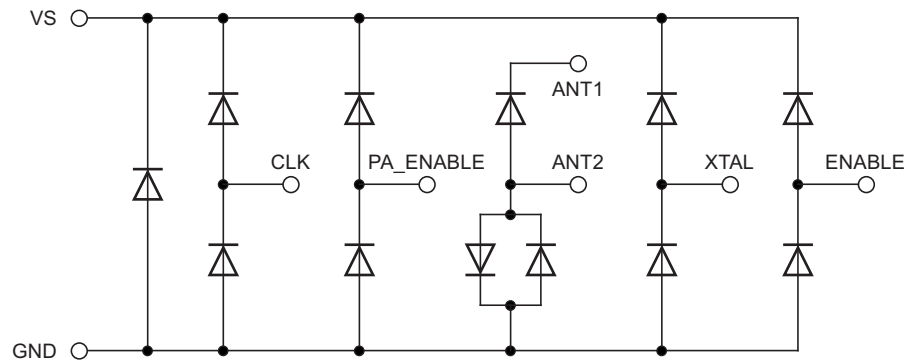 VS
ANT1
CLK
PA_ENABLE
ANT2
XTAL
ENABLE
GND